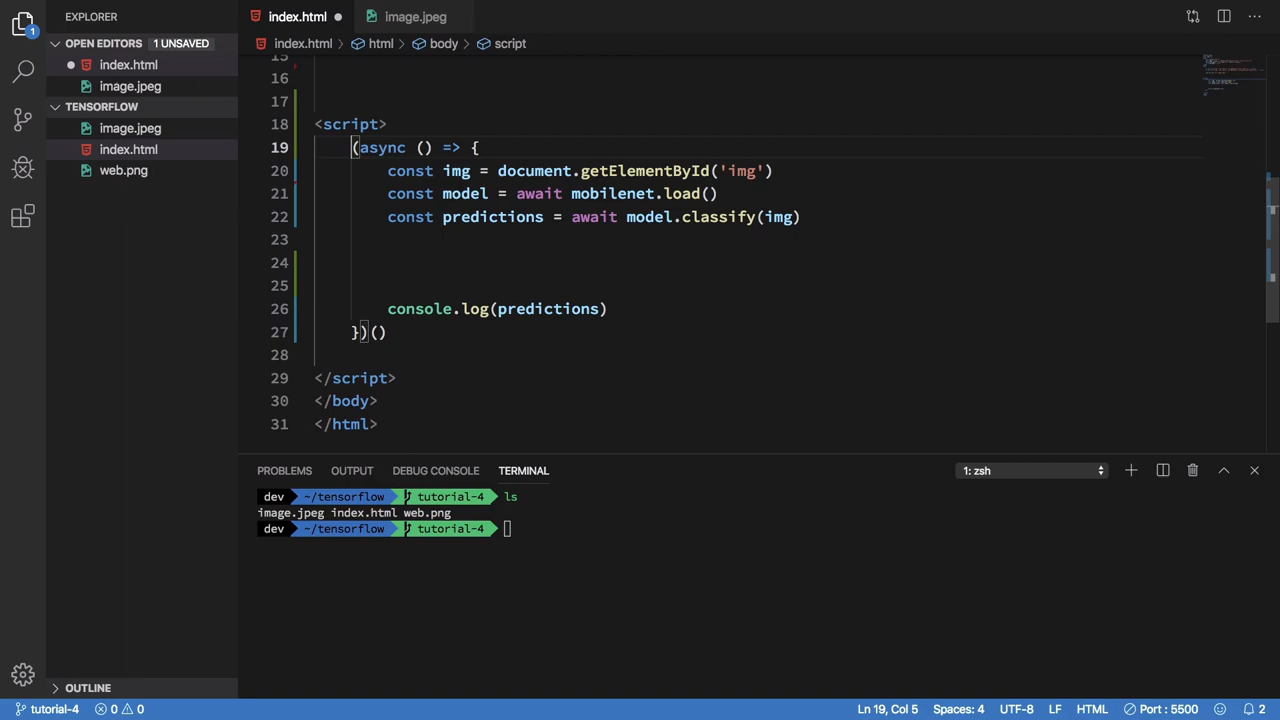 EXPLORER
index.html
image.jpeg
OPEN EDITORS 1 UNSAVED
index.html > html > body > script
index.html
image.jpeg
TENSORFLOW
image.jpeg
index.html
web.png
1
15
16
17
18 <script>
19 (async () => {
20 const img = document.getElementById('img')
21 const model = await mobilenet.load()
22 const predictions = await model.classify(img)
23
24
25
26 console.log(predictions)
27 })()
28
29 </script>
30 </body>
31 </html>
PROBLEMS OUTPUT DEBUG CONSOLE TERMINAL 1: zsh
dev ~/tensorflow tutorial-4 ls
image.jpeg index.html web.png
dev ~/tensorflow tutorial-4
OUTLINE
tutorial-4 0 0 Ln 19, Col 5 Spaces: 4 UTF-8 LF HTML Port : 5500 2